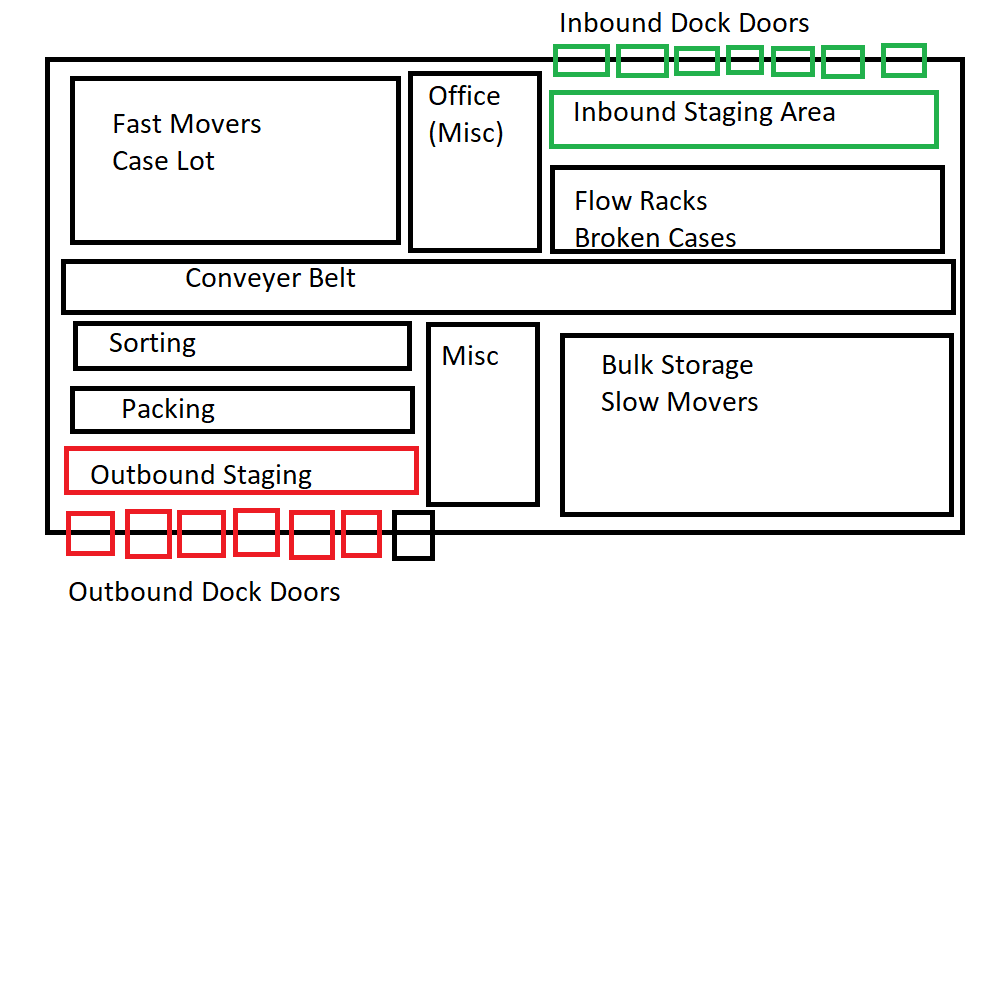 Inbound Dock Doors
Fast Movers
Case Lot
Office
(Misc)
Inbound Staging Area
Flow Racks
Broken Cases
Conveyer Belt
Sorting
Packing
Outbound Staging
Misc
Bulk Storage
Slow Movers
Outbound Dock Doors